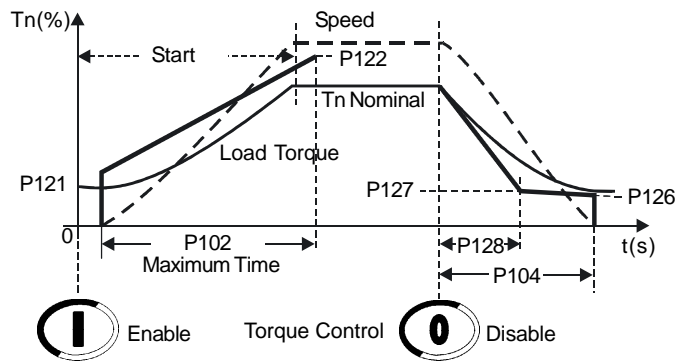 Tn(%)
Speed
Start
P122
Tn Nominal
Load Torque
P121
P127
P126
0
P102
Maximum Time
P128
t(s)
P104
I Enable
Torque Control
0 Disable